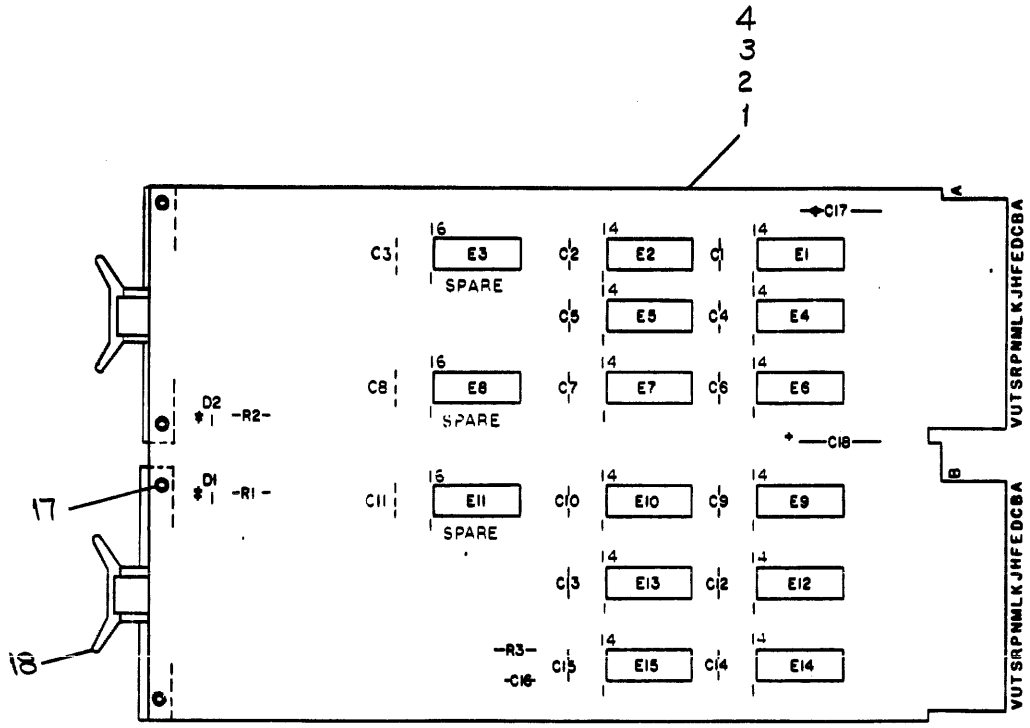 4
3
2
1
A
C17
16 14 14
C3 E3 C2 E2 C1 E1
SPARE
14 14
C5 E5 C4 E4
VUTSRPNMLKJHFEDCBA
16 14 14
C8 E8 C7 E7 C6 E6
SPARE
D2
* -R2-
+ C18
B
D1
* -R1-
17
16 14 14
C11 E11 C10 E10 C9 E9
SPARE
14 14
C13 E13 C12 E12
VUTSRPNMLKJHFEDCBA
18
14 14
-R3-
C15 E15 C14 E14
-C16-